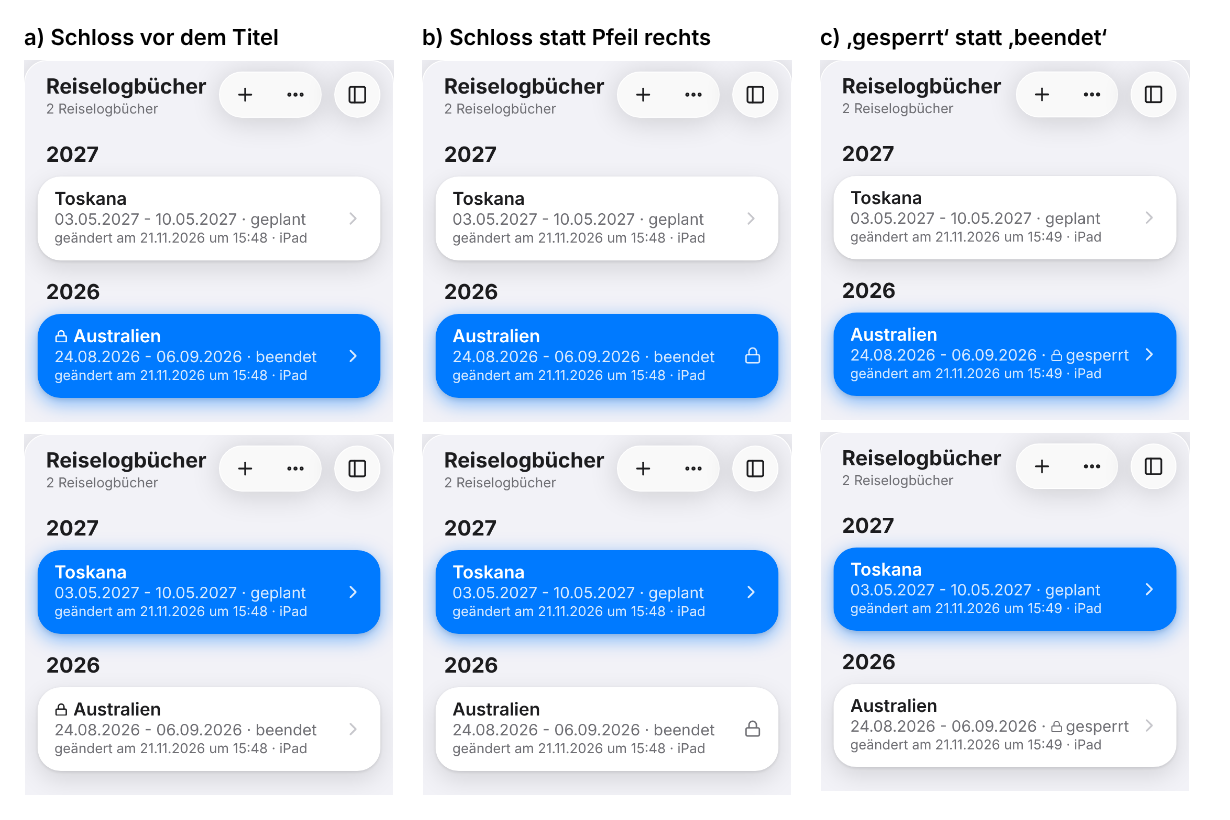 a) Schloss vor dem Titel
Reiselogbücher
2 Reiselogbücher
2027
Toskana
03.05.2027 - 10.05.2027 · geplant
geändert am 21.11.2026 um 15:48 · iPad
2026
Australien
24.08.2026 - 06.09.2026 · beendet
geändert am 21.11.2026 um 15:48 · iPad
Reiselogbücher
2 Reiselogbücher
2027
Toskana
03.05.2027 - 10.05.2027 · geplant
geändert am 21.11.2026 um 15:48 · iPad
2026
Australien
24.08.2026 - 06.09.2026 · beendet
geändert am 21.11.2026 um 15:48 · iPad
b) Schloss statt Pfeil rechts
Reiselogbücher
2 Reiselogbücher
2027
Toskana
03.05.2027 - 10.05.2027 · geplant
geändert am 21.11.2026 um 15:48 · iPad
2026
Australien
24.08.2026 - 06.09.2026 · beendet
geändert am 21.11.2026 um 15:48 · iPad
Reiselogbücher
2 Reiselogbücher
2027
Toskana
03.05.2027 - 10.05.2027 · geplant
geändert am 21.11.2026 um 15:48 · iPad
2026
Australien
24.08.2026 - 06.09.2026 · beendet
geändert am 21.11.2026 um 15:48 · iPad
c) ‚gesperrt‘ statt ‚beendet‘
Reiselogbücher
2 Reiselogbücher
2027
Toskana
03.05.2027 - 10.05.2027 · geplant
geändert am 21.11.2026 um 15:49 · iPad
2026
Australien
24.08.2026 - 06.09.2026 · gesperrt
geändert am 21.11.2026 um 15:49 · iPad
Reiselogbücher
2 Reiselogbücher
2027
Toskana
03.05.2027 - 10.05.2027 · geplant
geändert am 21.11.2026 um 15:49 · iPad
2026
Australien
24.08.2026 - 06.09.2026 · gesperrt
geändert am 21.11.2026 um 15:49 · iPad